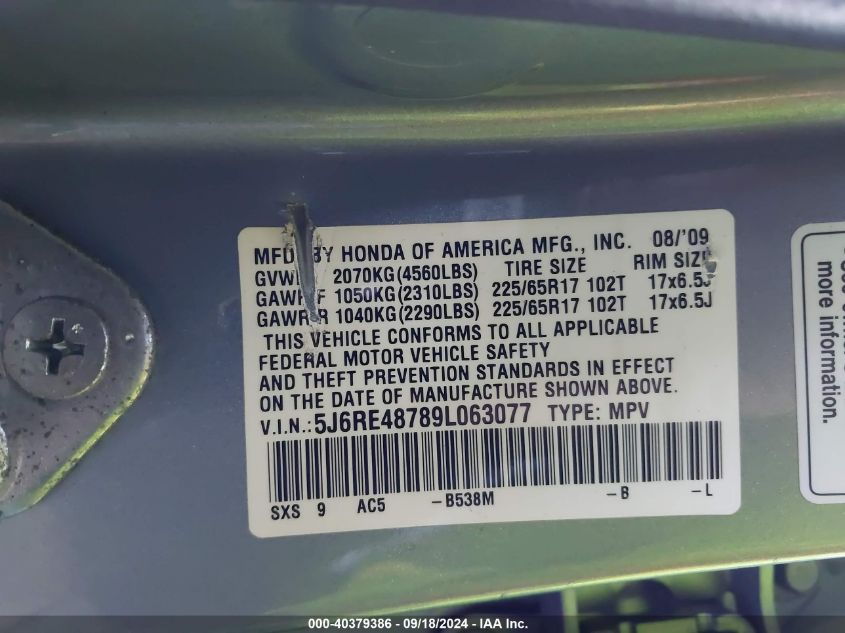 MFD BY HONDA OF AMERICA MFG., INC. 08/'09
GVWR 2070KG(4560LBS) TIRE SIZE RIM SIZE
GAWR F 1050KG(2310LBS) 225/65R17 102T 17x6.5J
GAWR R 1040KG(2290LBS) 225/65R17 102T 17x6.5J
THIS VEHICLE CONFORMS TO ALL APPLICABLE
FEDERAL MOTOR VEHICLE SAFETY
AND THEFT PREVENTION STANDARDS IN EFFECT
ON THE DATE OF MANUFACTURE SHOWN ABOVE.
V.I.N.:5J6RE48789L063077 TYPE: MPV
SXS 9 AC5 -B538M -B -L
more information.
000-40379386 - 09/18/2024 - IAA Inc.